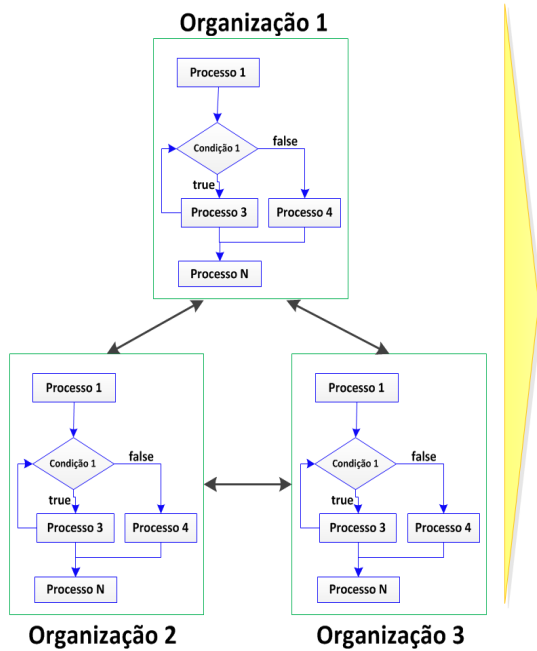 Organização 1
Processo 1
Condição 1
false
true
Processo 3
Processo 4
Processo N
Processo 1
Condição 1
false
true
Processo 3
Processo 4
Processo N
Organização 2
Processo 1
Condição 1
false
true
Processo 3
Processo 4
Processo N
Organização 3